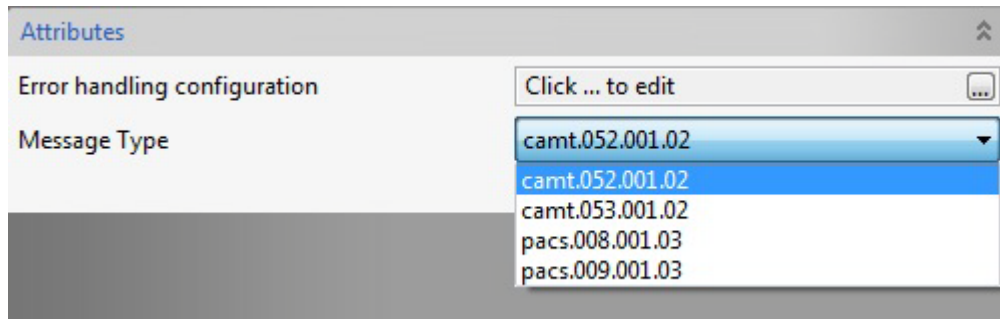 Attributes
Error handling configuration Click ... to edit ...
Message Type camt.052.001.02
camt.052.001.02
camt.053.001.02
pacs.008.001.03
pacs.009.001.03